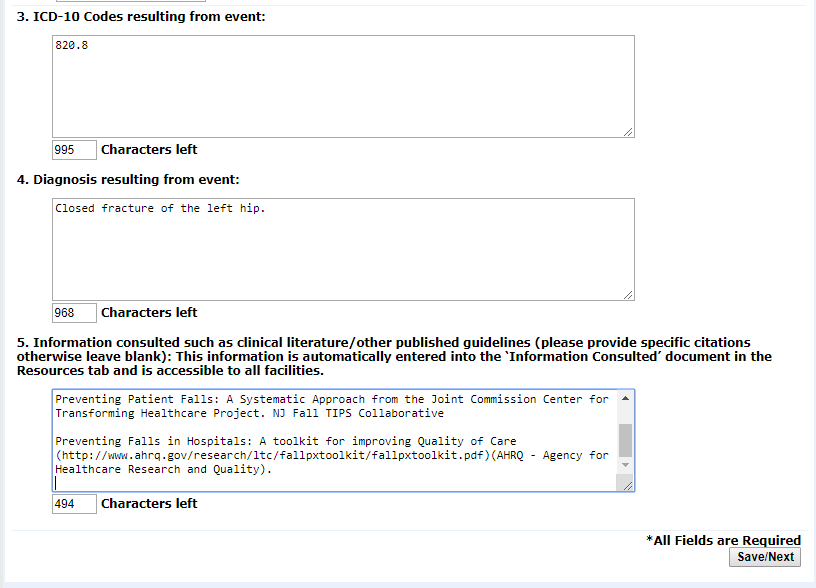 3. ICD-10 Codes resulting from event:
820.8
995 Characters left
4. Diagnosis resulting from event:
Closed fracture of the left hip.
968 Characters left
5. Information consulted such as clinical literature/other published guidelines (please provide specific citations
otherwise leave blank): This information is automatically entered into the `Information Consulted' document in the
Resources tab and is accessible to all facilities.
Preventing Patient Falls: A Systematic Approach from the Joint Commission Center for
Transforming Healthcare Project. NJ Fall TIPS Collaborative
Preventing Falls in Hospitals: A toolkit for improving Quality of Care
(http://www.ahrq.gov/research/ltc/fallpxtoolkit/fallpxtoolkit.pdf)(AHRQ - Agency for
Healthcare Research and Quality).
494 Characters left
*All Fields are Required
Save/Next